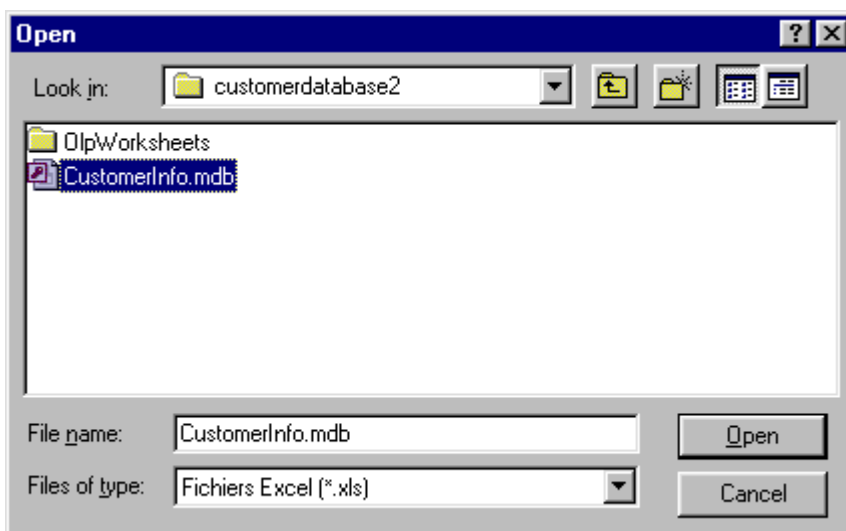 Open
Look in: customerdatabase2
OlpWorksheets
CustomerInfo.mdb
File name: CustomerInfo.mdb Open
Files of type: Fichiers Excel (*.xls) Cancel